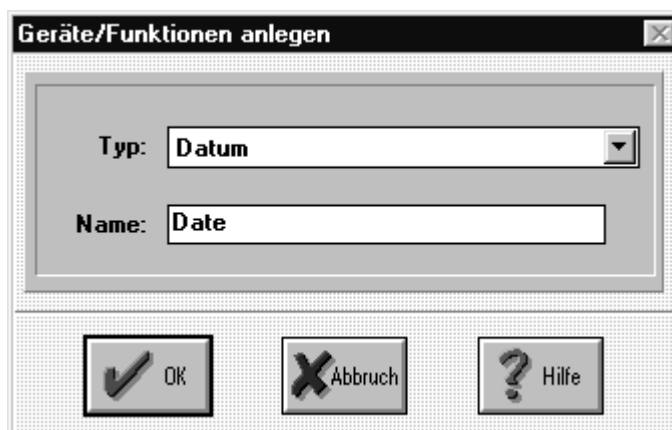 Geräte/Funktionen anlegen
Typ: Datum
Name: Date
OK Abbruch Hilfe